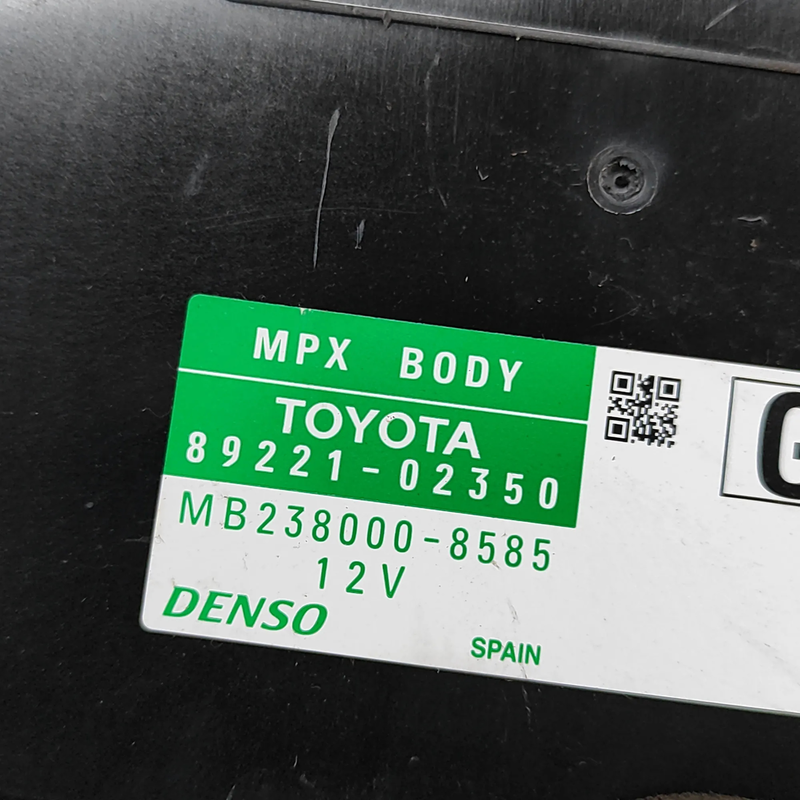 MPX BODY
TOYOTA
89221-02350
MB238000-8585
12V
DENSO
SPAIN